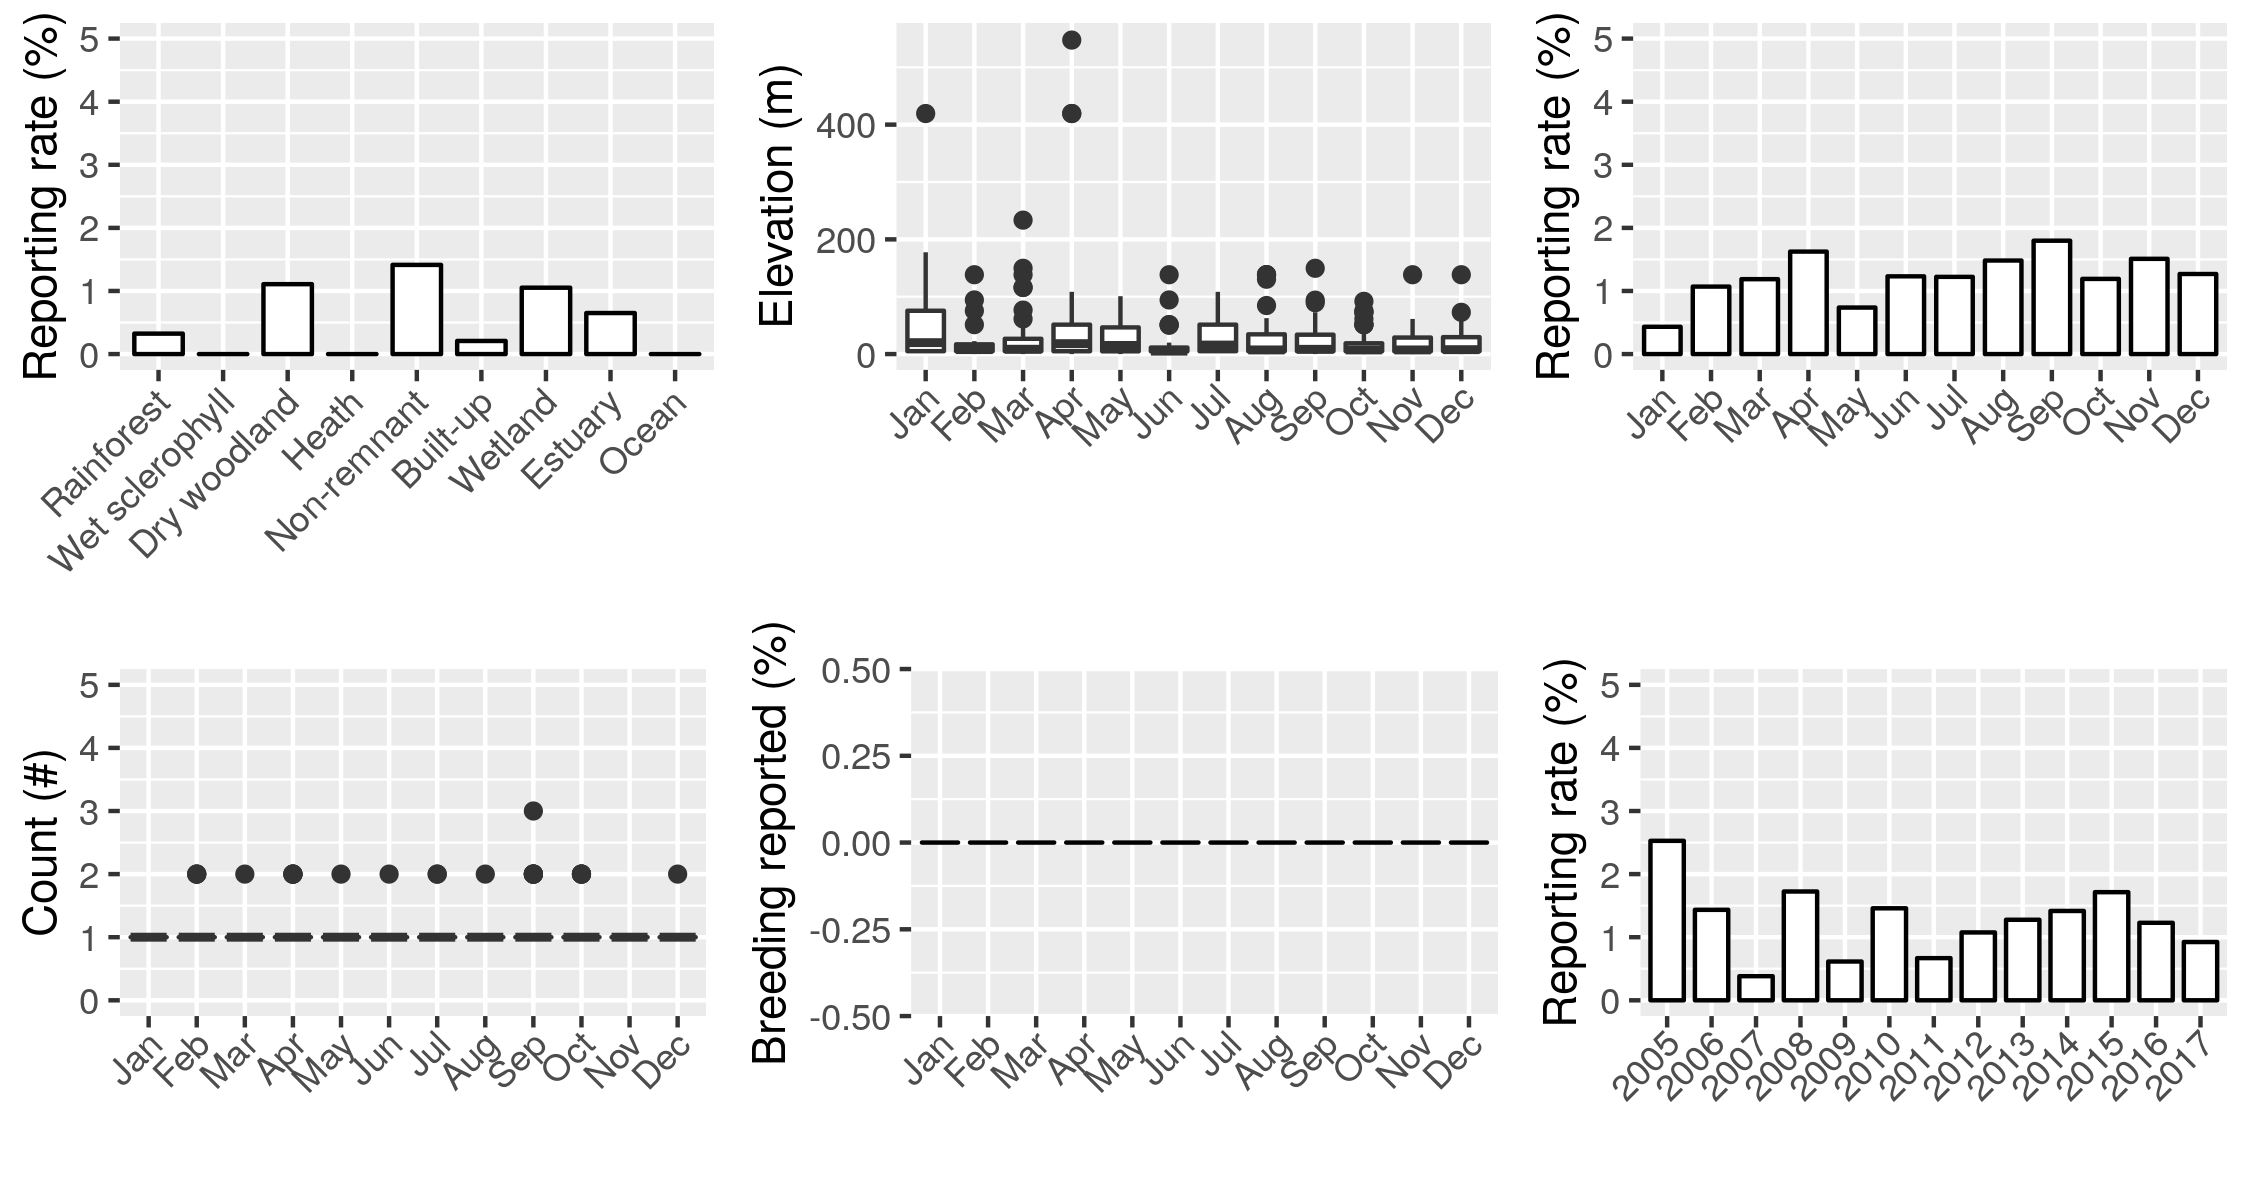 Reporting rate (%)
5
4
3
2
1
0
Rainforest
Wet sclerophyll
Dry woodland
Heath
Non-remnant
Built-up
Wetland
Estuary
Ocean
Elevation (m)
400
200
0
Jan
Feb
Mar
Apr
May
Jun
Jul
Aug
Sep
Oct
Nov
Dec
Reporting rate (%)
5
4
3
2
1
0
Jan
Feb
Mar
Apr
May
Jun
Jul
Aug
Sep
Oct
Nov
Dec
Count (#)
5
4
3
2
1
0
Jan
Feb
Mar
Apr
May
Jun
Jul
Aug
Sep
Oct
Nov
Dec
Breeding reported (%)
0.50
0.25
0.00
-0.25
-0.50
Jan
Feb
Mar
Apr
May
Jun
Jul
Aug
Sep
Oct
Nov
Dec
Reporting rate (%)
5
4
3
2
1
0
2005
2006
2007
2008
2009
2010
2011
2012
2013
2014
2015
2016
2017